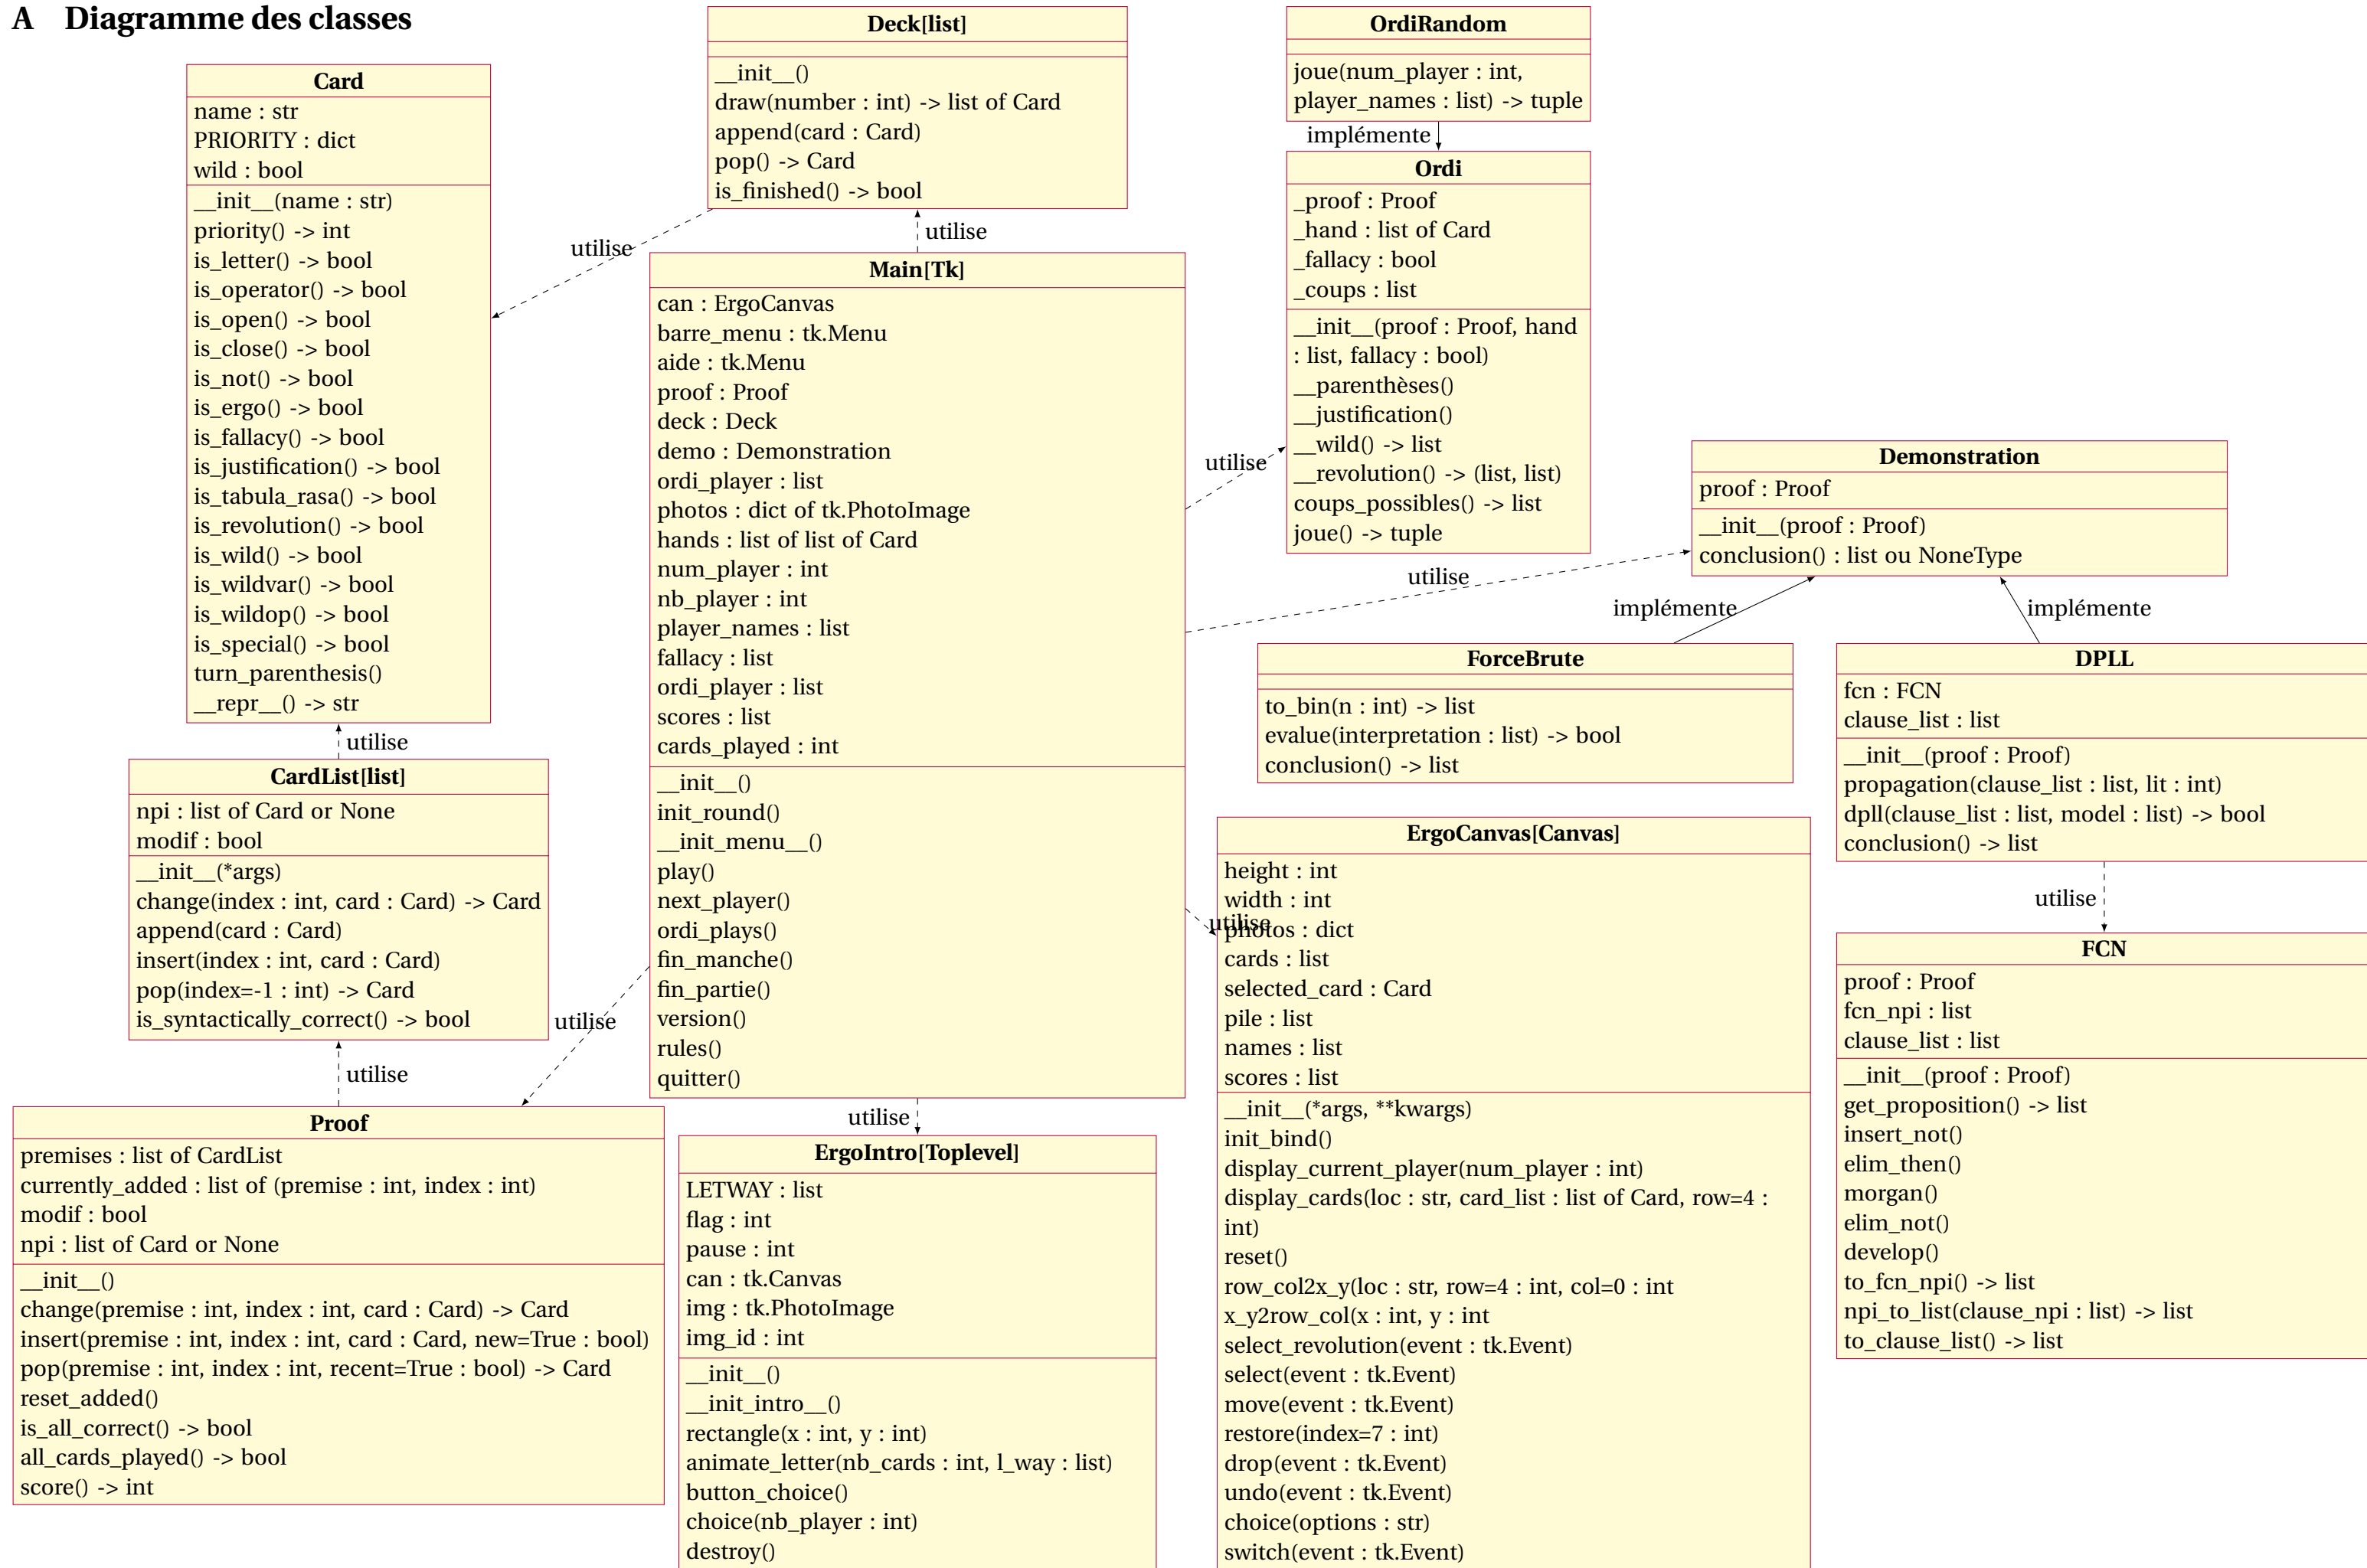 A Diagramme des classes
Card
name : str
PRIORITY : dict
wild : bool
__init__(name : str)
priority() -> int
is_letter() -> bool
is_operator() -> bool
is_open() -> bool
is_close() -> bool
is_not() -> bool
is_ergo() -> bool
is_fallacy() -> bool
is_justification() -> bool
is_tabula_rasa() -> bool
is_revolution() -> bool
is_wild() -> bool
is_wildvar() -> bool
is_wildop() -> bool
is_special() -> bool
turn_parenthesis()
__repr__() -> str
utilise
CardList[list]
npi : list of Card or None
modif : bool
__init__(*args)
change(index : int, card : Card) -> Card
append(card : Card)
insert(index : int, card : Card)
pop(index=-1 : int) -> Card
is_syntactically_correct() -> bool
utilise
Proof
premises : list of CardList
currently_added : list of (premise : int, index : int)
modif : bool
npi : list of Card or None
__init__()
change(premise : int, index : int, card : Card) -> Card
insert(premise : int, index : int, card : Card, new=True : bool)
pop(premise : int, index : int, recent=True : bool) -> Card
reset_added()
is_all_correct() -> bool
all_cards_played() -> bool
score() -> int
Deck[list]
__init__()
draw(number : int) -> list of Card
append(card : Card)
pop() -> Card
is_finished() -> bool
utilise
utilise
Main[Tk]
can : ErgoCanvas
barre_menu : tk.Menu
aide : tk.Menu
proof : Proof
deck : Deck
demo : Demonstration
ordi_player : list
photos : dict of tk.PhotoImage
hands : list of list of Card
num_player : int
nb_player : int
player_names : list
fallacy : list
ordi_player : list
scores : list
cards_played : int
__init__()
init_round()
__init_menu__()
play()
next_player()
ordi_plays()
fin_manche()
fin_partie()
version()
rules()
quitter()
utilise
utilise
ErgoIntro[Toplevel]
LETWAY : list
flag : int
pause : int
can : tk.Canvas
img : tk.PhotoImage
img_id : int
__init__()
__init_intro__()
rectangle(x : int, y : int)
animate_letter(nb_cards : int, l_way : list)
button_choice()
choice(nb_player : int)
destroy()
OrdiRandom
joue(num_player : int,
player_names : list) -> tuple
implémente
Ordi
_proof : Proof
_hand : list of Card
_fallacy : bool
_coups : list
__init__(proof : Proof, hand
: list, fallacy : bool)
__parenthèses()
__justification()
__wild() -> list
__revolution() -> (list, list)
coups_possibles() -> list
joue() -> tuple
utilise
utilise
Demonstration
proof : Proof
__init__(proof : Proof)
conclusion() : list ou NoneType
implémente
implémente
ForceBrute
to_bin(n : int) -> list
evalue(interpretation : list) -> bool
conclusion() -> list
utilise
ErgoCanvas[Canvas]
height : int
width : int
photos : dict
cards : list
selected_card : Card
pile : list
names : list
scores : list
__init__(*args, **kwargs)
init_bind()
display_current_player(num_player : int)
display_cards(loc : str, card_list : list of Card, row=4 :
int)
reset()
row_col2x_y(loc : str, row=4 : int, col=0 : int
x_y2row_col(x : int, y : int
select_revolution(event : tk.Event)
select(event : tk.Event)
move(event : tk.Event)
restore(index=7 : int)
drop(event : tk.Event)
undo(event : tk.Event)
choice(options : str)
switch(event : tk.Event)
DPLL
fcn : FCN
clause_list : list
__init__(proof : Proof)
propagation(clause_list : list, lit : int)
dpll(clause_list : list, model : list) -> bool
conclusion() -> list
utilise
FCN
proof : Proof
fcn_npi : list
clause_list : list
__init__(proof : Proof)
get_proposition() -> list
insert_not()
elim_then()
morgan()
elim_not()
develop()
to_fcn_npi() -> list
npi_to_list(clause_npi : list) -> list
to_clause_list() -> list